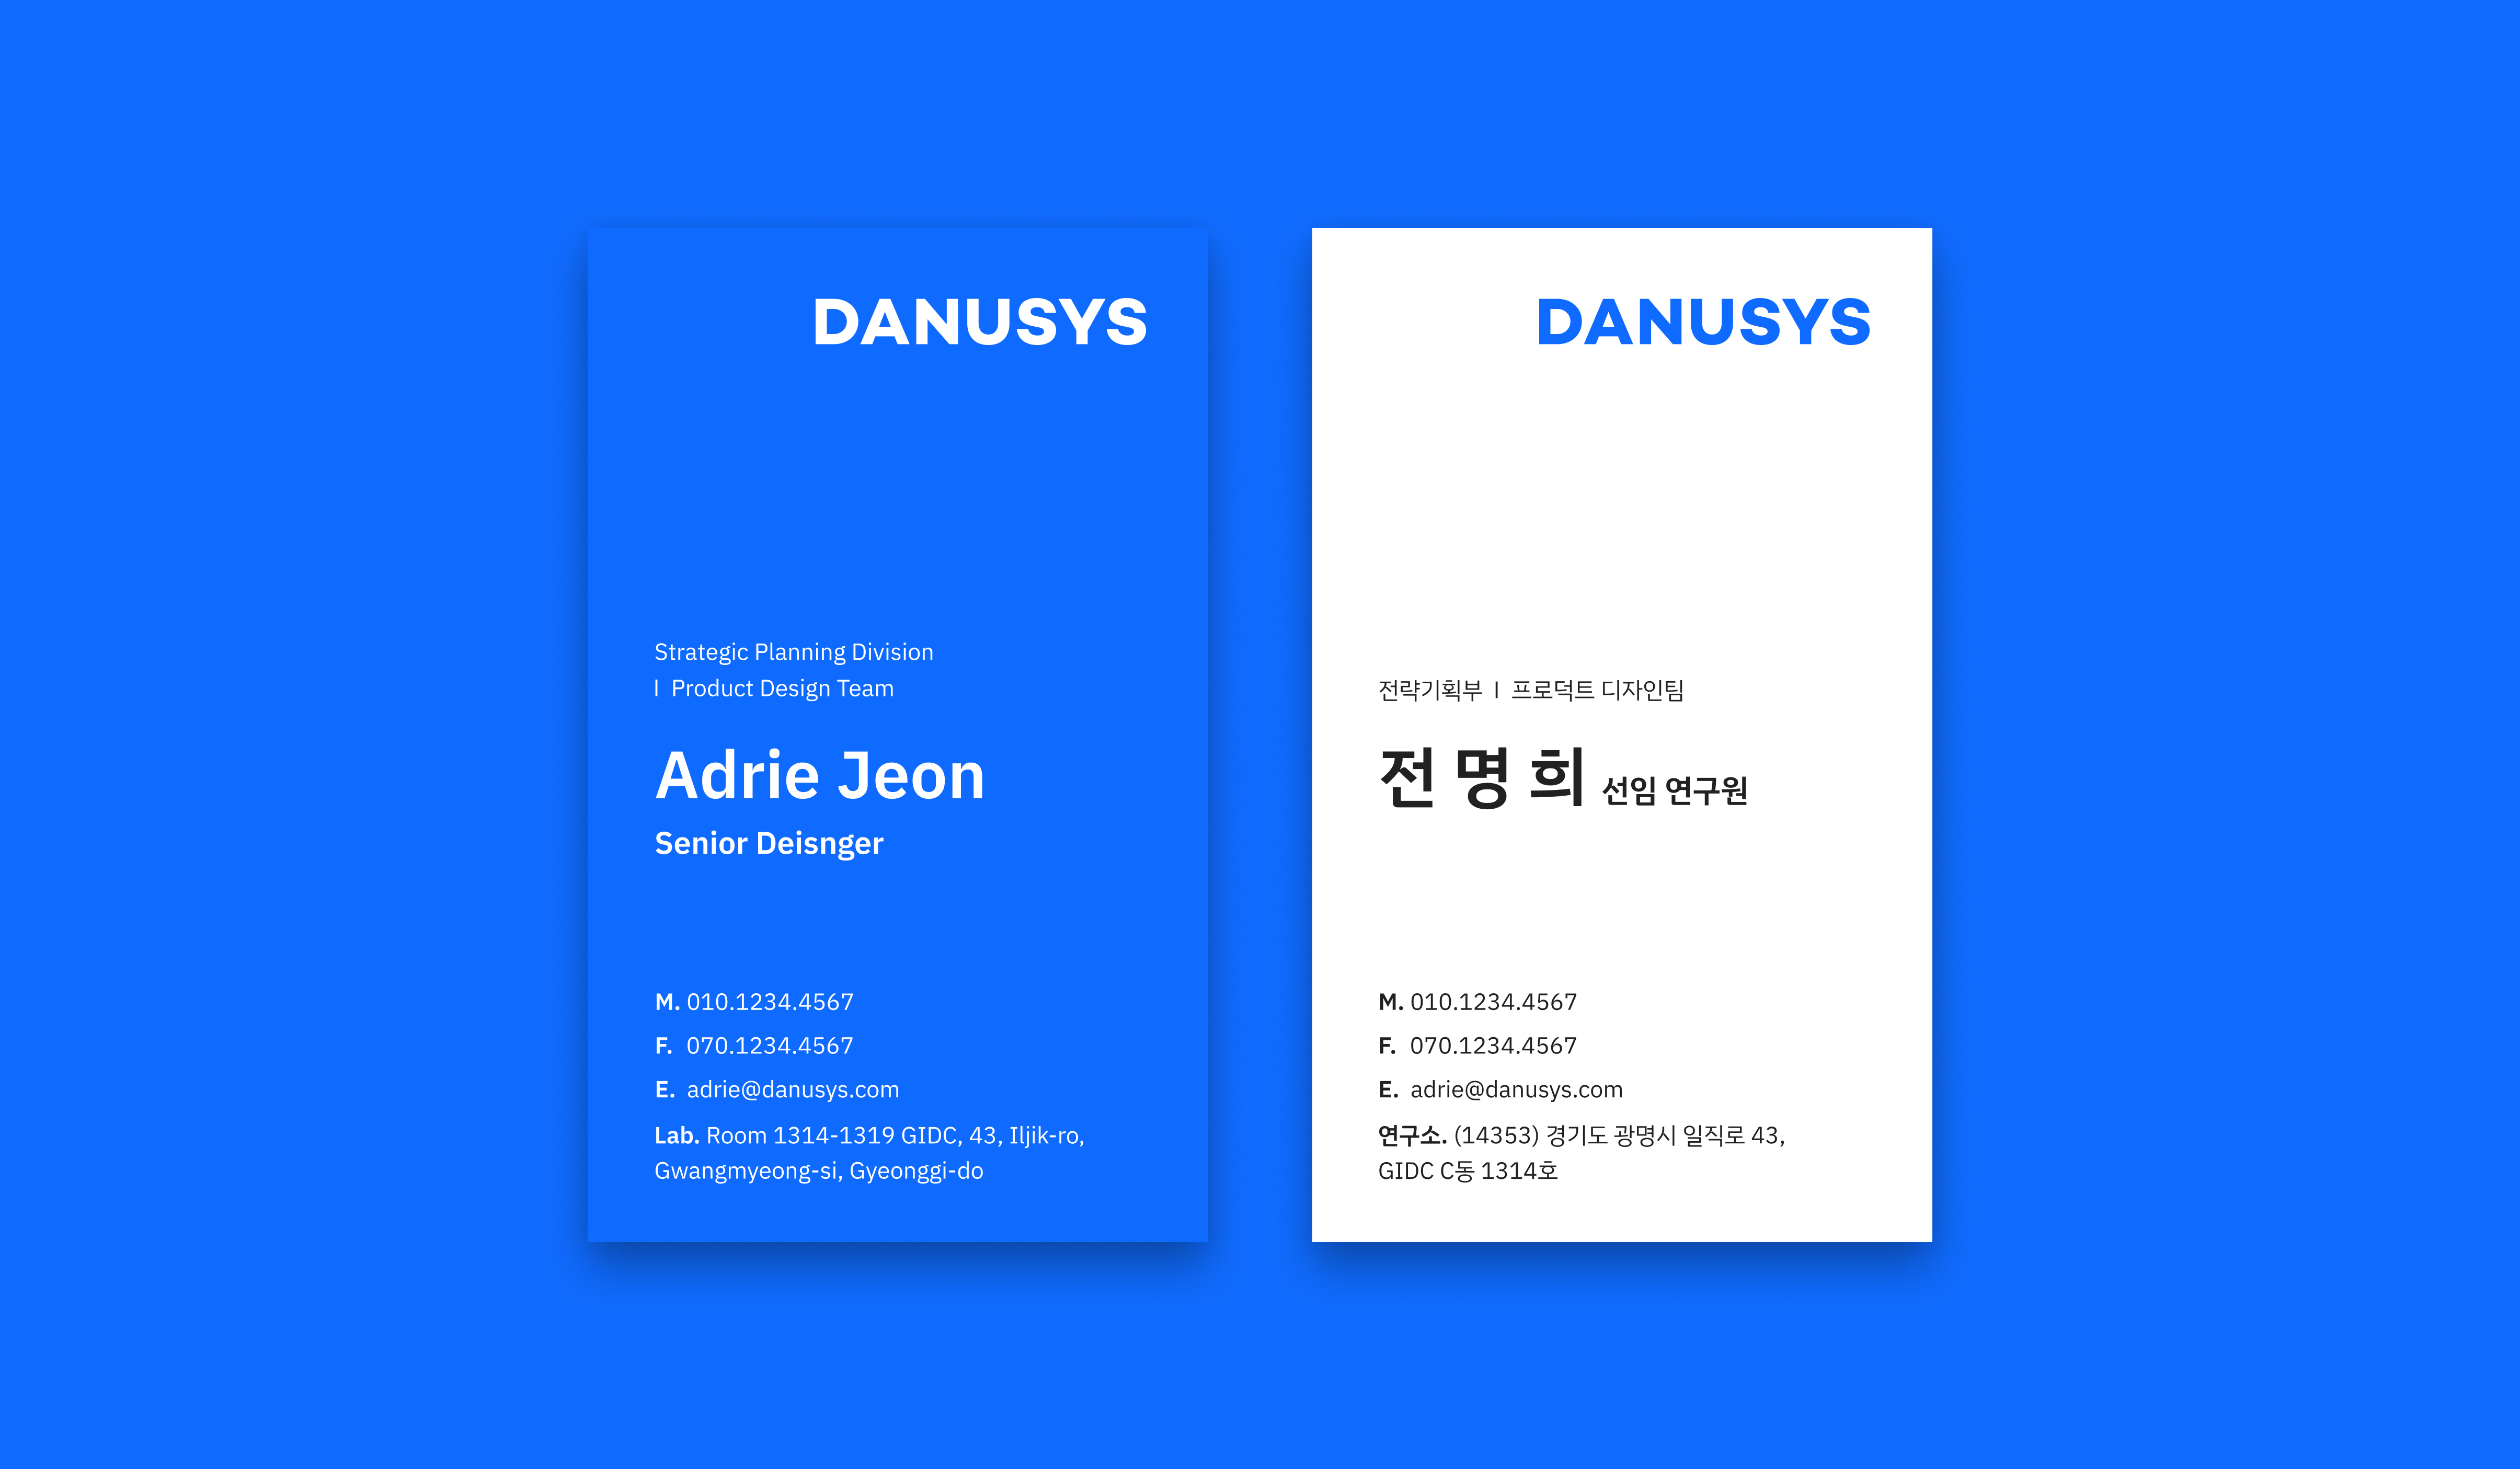 DANUSYS
Strategic Planning Division
| Product Design Team
Adrie Jeon
Senior Deisnger
M. 010.1234.4567
F. 070.1234.4567
E. adrie@danusys.com
Lab. Room 1314-1319 GIDC, 43, Iljik-ro,
Gwangmyeong-si, Gyeonggi-do
DANUSYS
전략기획부 | 프로덕트 디자인팀
전 명 희 선임 연구원
M. 010.1234.4567
F. 070.1234.4567
E. adrie@danusys.com
연구소. (14353) 경기도 광명시 일직로 43,
GIDC C동 1314호